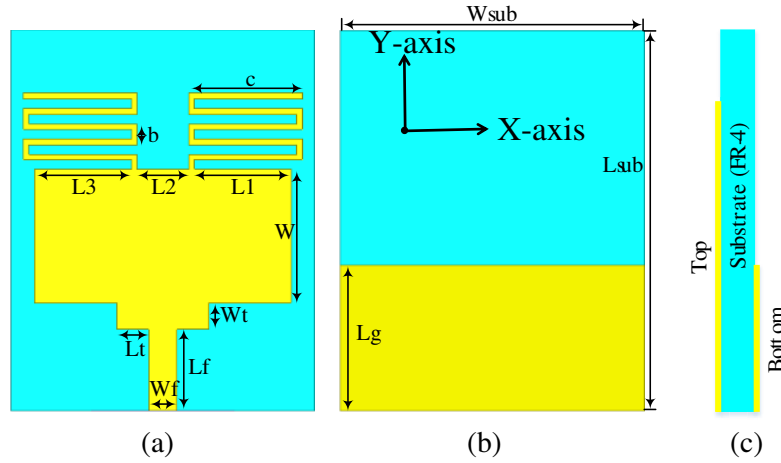 c
b
L3
L2
L1
W
Wt
Lt
Lf
Wf
(a)
Wsub
Y-axis
X-axis
Lsub
Lg
(b)
Top
Substrate (FR-4)
Bottom
(c)